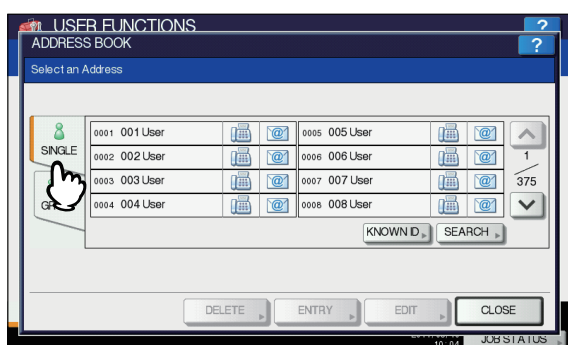 USER FUNCTIONS
?
ADDRESS BOOK
?
Select an Address
SINGLE
0001 001 User
@
0005 005 User
@
0002 002 User
@
0006 006 User
@
1
0003 003 User
@
0007 007 User
@
375
0004 004 User
@
0008 008 User
@
KNOWN ID
SEARCH
DELETE
ENTRY
EDIT
CLOSE
JOB STATUS